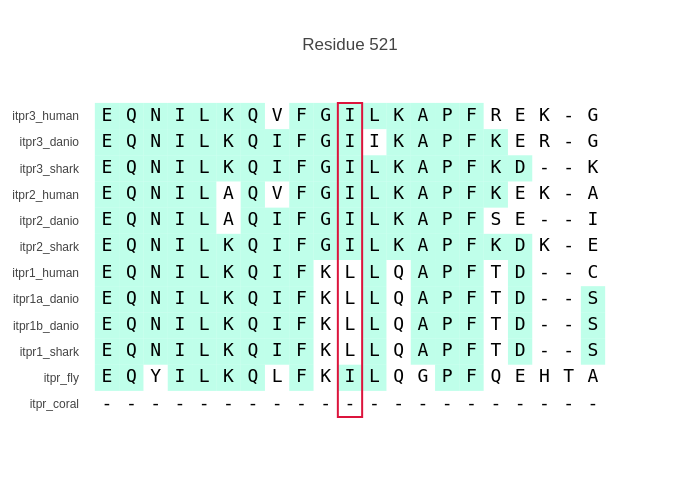 Residue 521
itpr3_human E Q N I L K Q V F G I L K A P F R E K - G
itpr3_danio E Q N I L K Q I F G I I K A P F K E R - G
itpr3_shark E Q N I L K Q I F G I L K A P F K D - - K
itpr2_human E Q N I L A Q V F G I L K A P F K E K - A
itpr2_danio E Q N I L A Q I F G I L K A P F S E - - I
itpr2_shark E Q N I L K Q I F G I L K A P F K D K - E
itpr1_human E Q N I L K Q I F K L L Q A P F T D - - C
itpr1a_danio E Q N I L K Q I F K L L Q A P F T D - - S
itpr1b_danio E Q N I L K Q I F K L L Q A P F T D - - S
itpr1_shark E Q N I L K Q I F K L L Q A P F T D - - S
itpr_fly E Q Y I L K Q L F K I L Q G P F Q E H T A
itpr_coral - - - - - - - - - - - - - - - - - - - - -